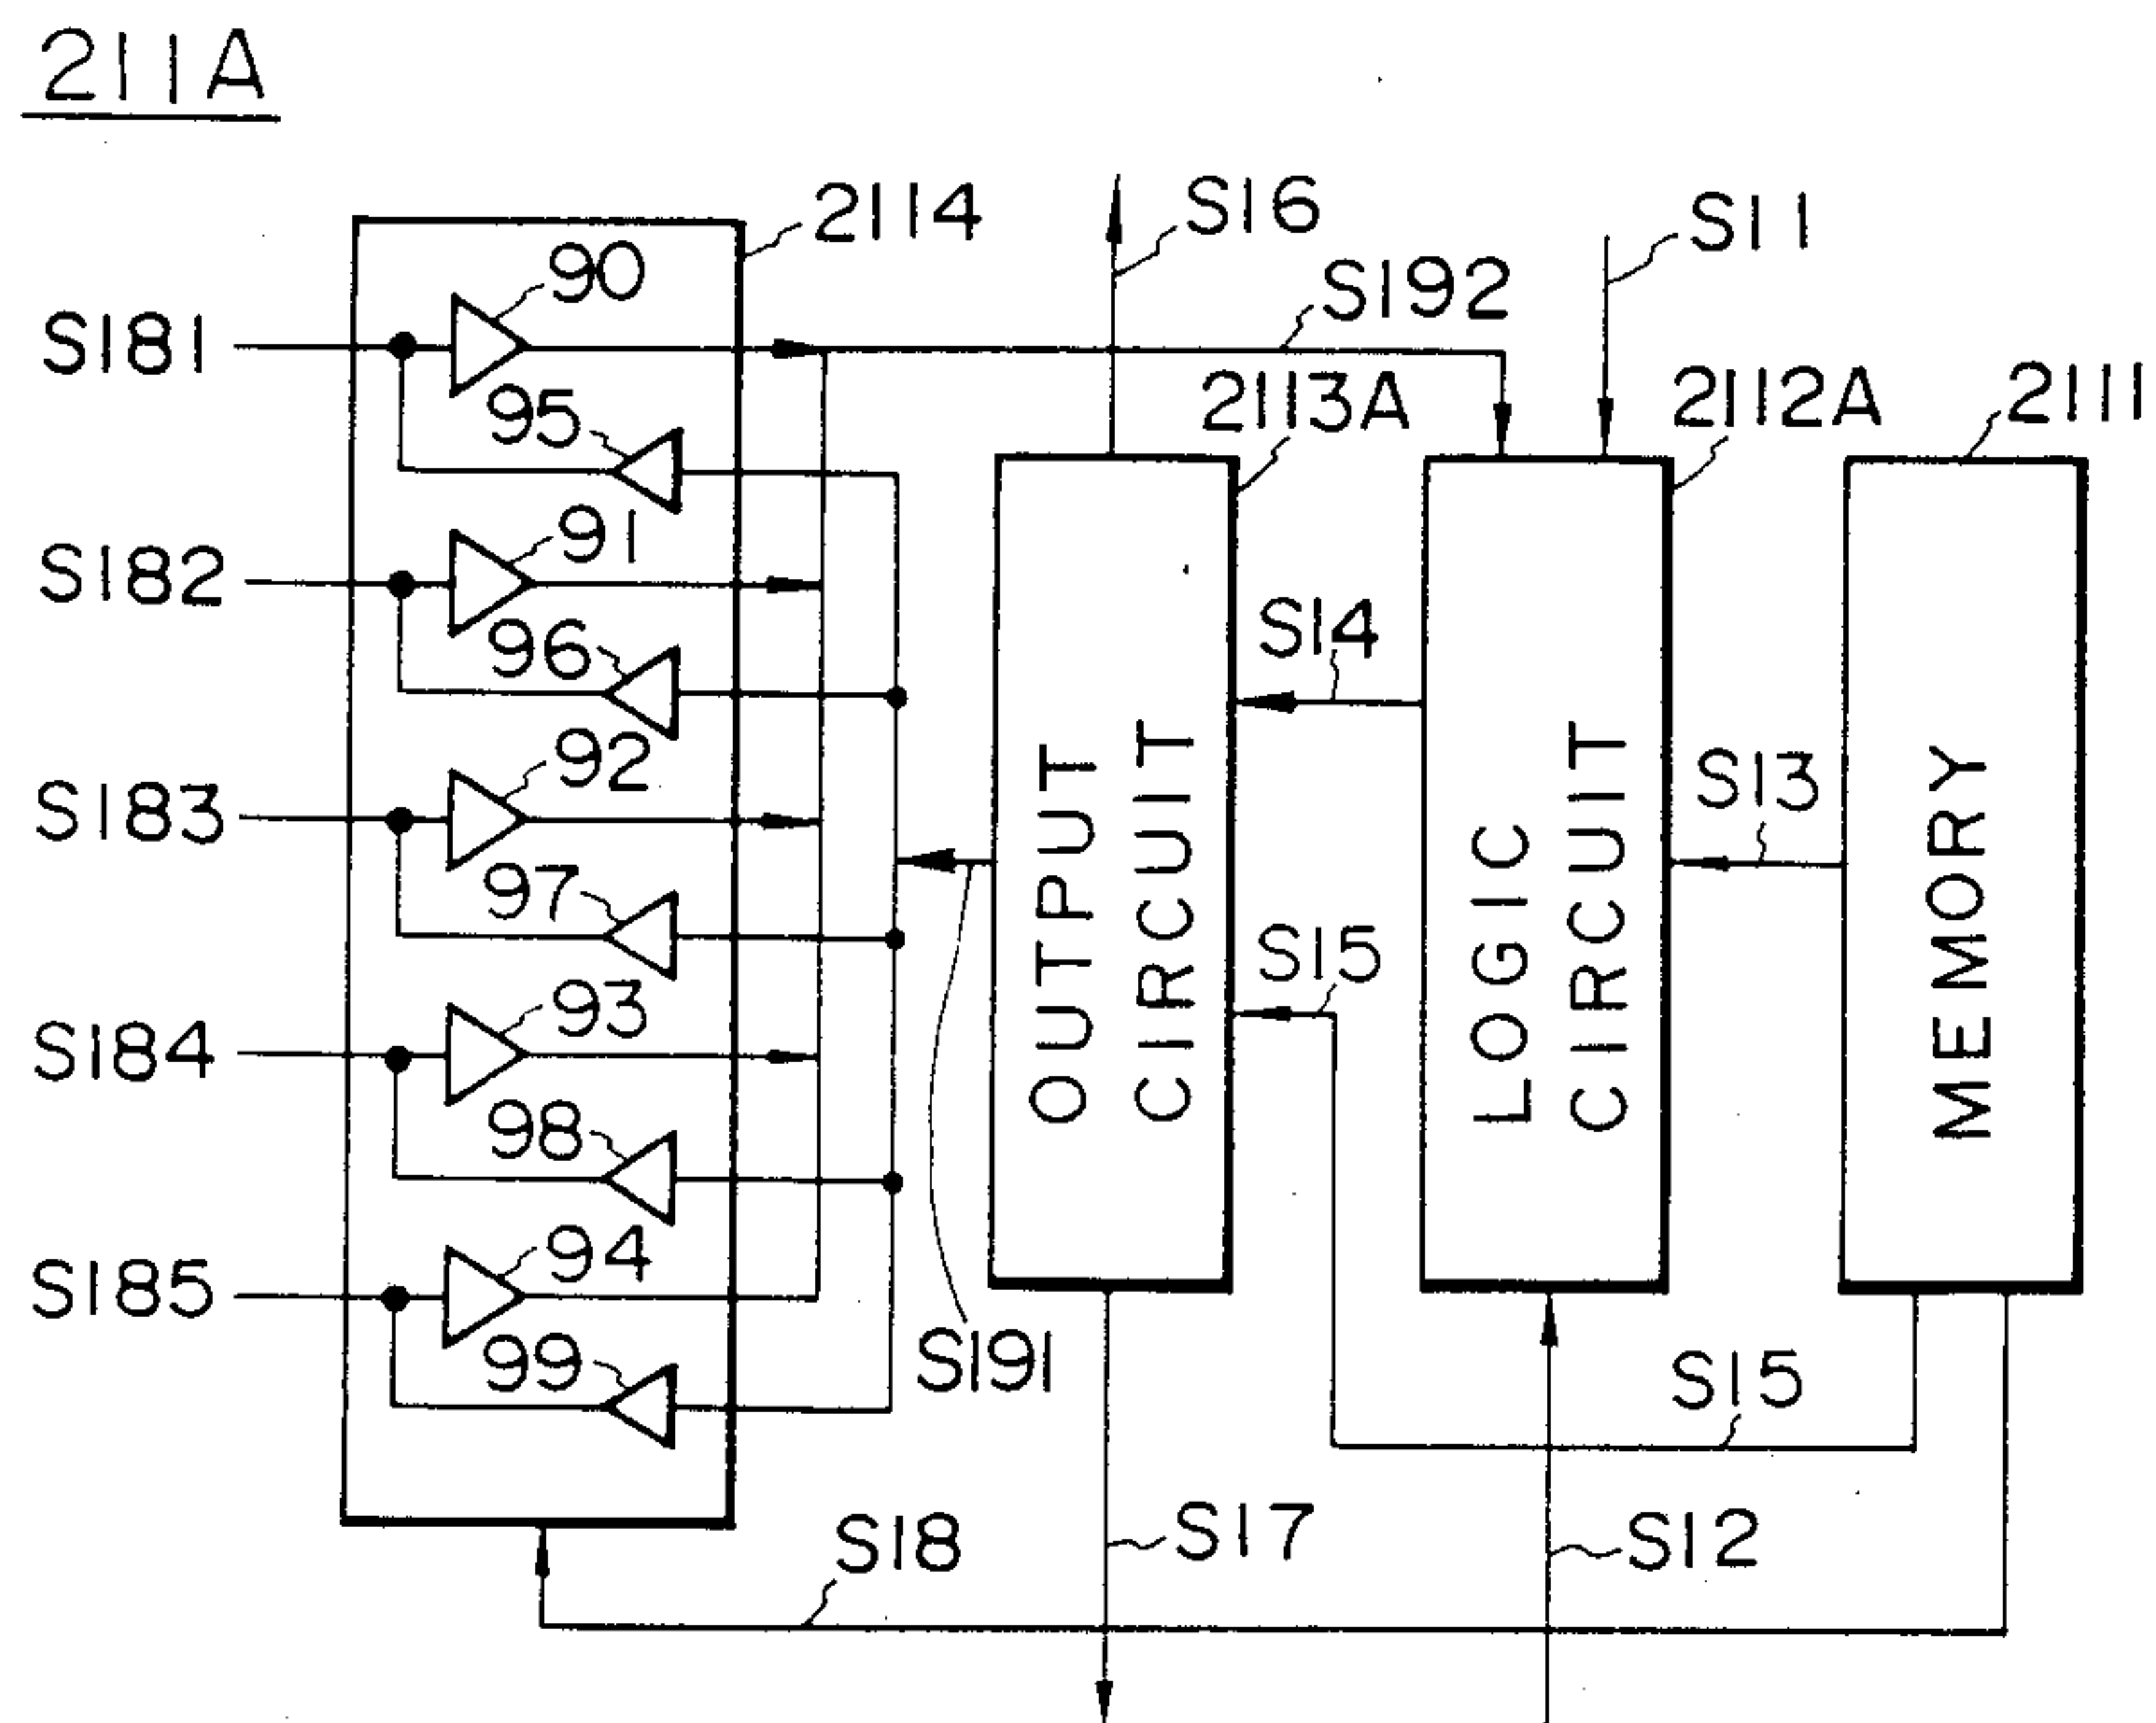 211A
2114
S16
S11
90
S192
S181
2113A
2112A
2111
95
91
S182
S14
96
92
S13
S183
OUTPUT
CIRCUIT
LOGIC
CIRCUIT
MEMORY
97
S15
93
S184
98
94
S185
S191
99
S15
S18
S17
S12